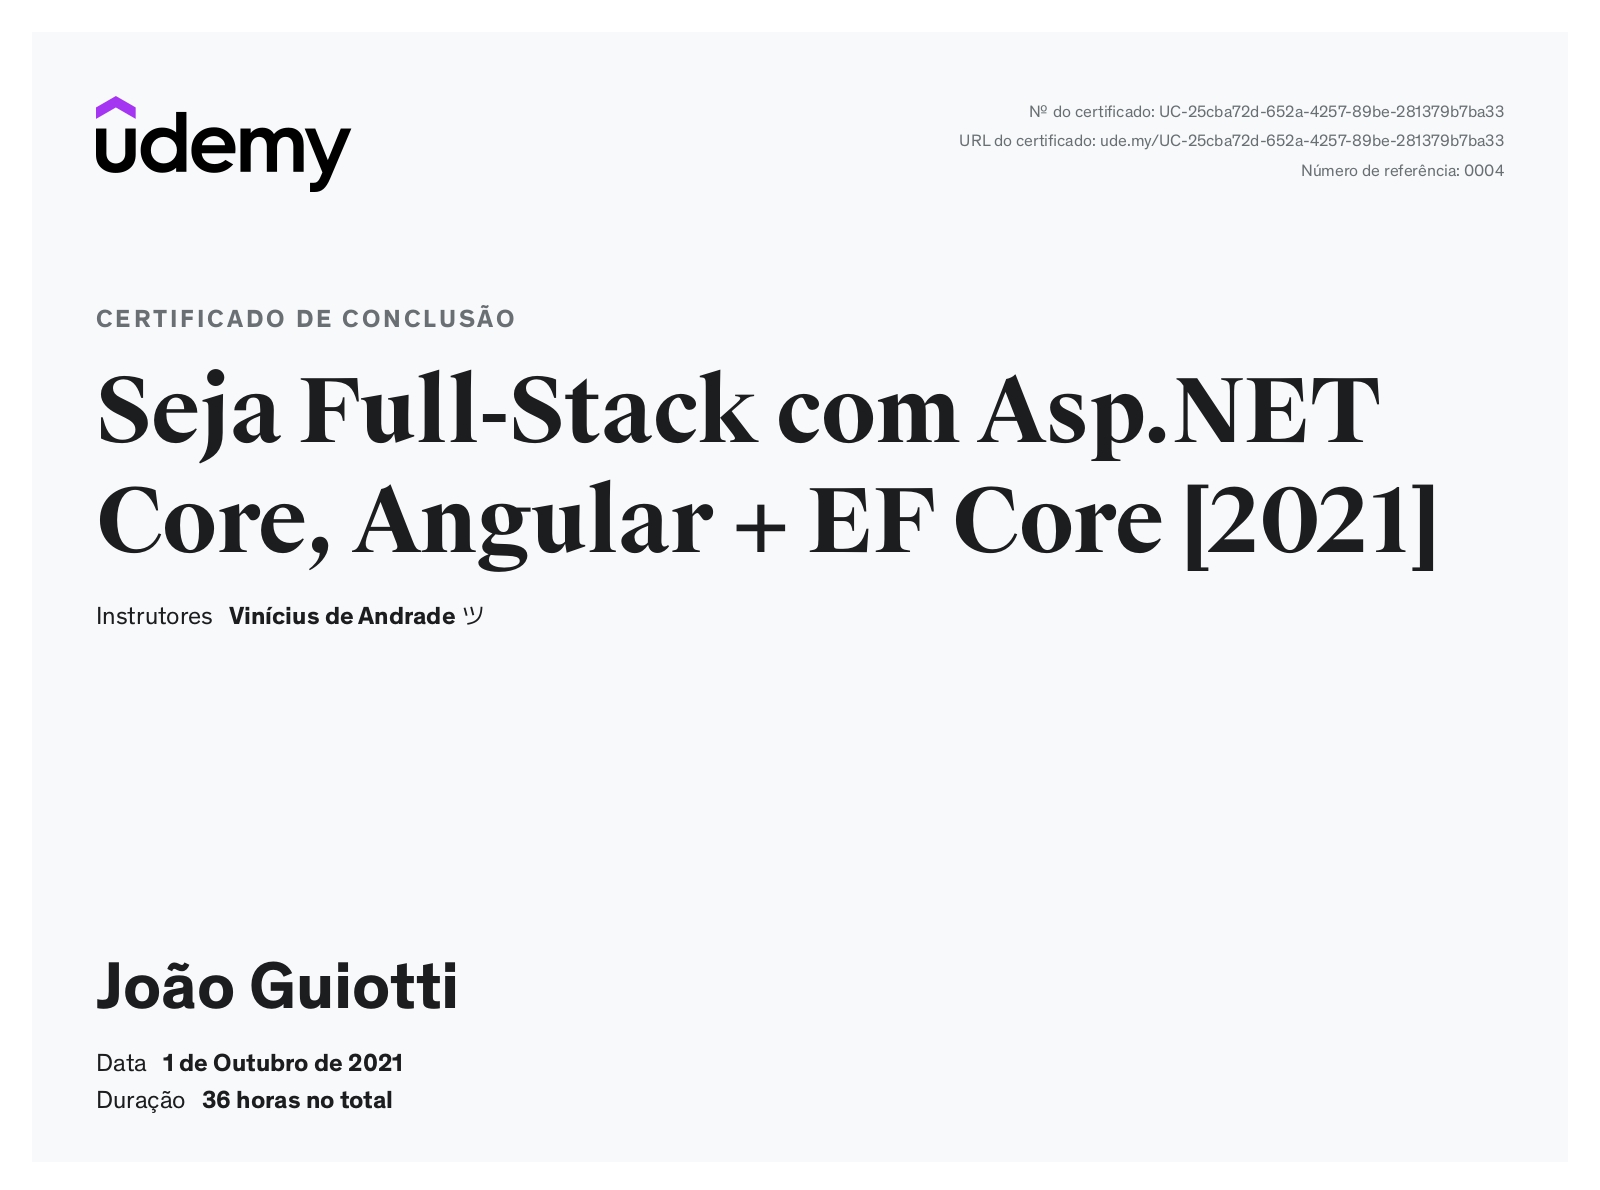 udemy
Nº do certificado: UC-25cba72d-652a-4257-89be-281379b7ba33
URL do certificado: ude.my/UC-25cba72d-652a-4257-89be-281379b7ba33
Número de referência: 0004
CERTIFICADO DE CONCLUSÃO
Seja Full-Stack com Asp.NET
Core, Angular + EF Core [2021]
Instrutores Vinícius de Andrade ツ
João Guiotti
Data 1 de Outubro de 2021
Duração 36 horas no total